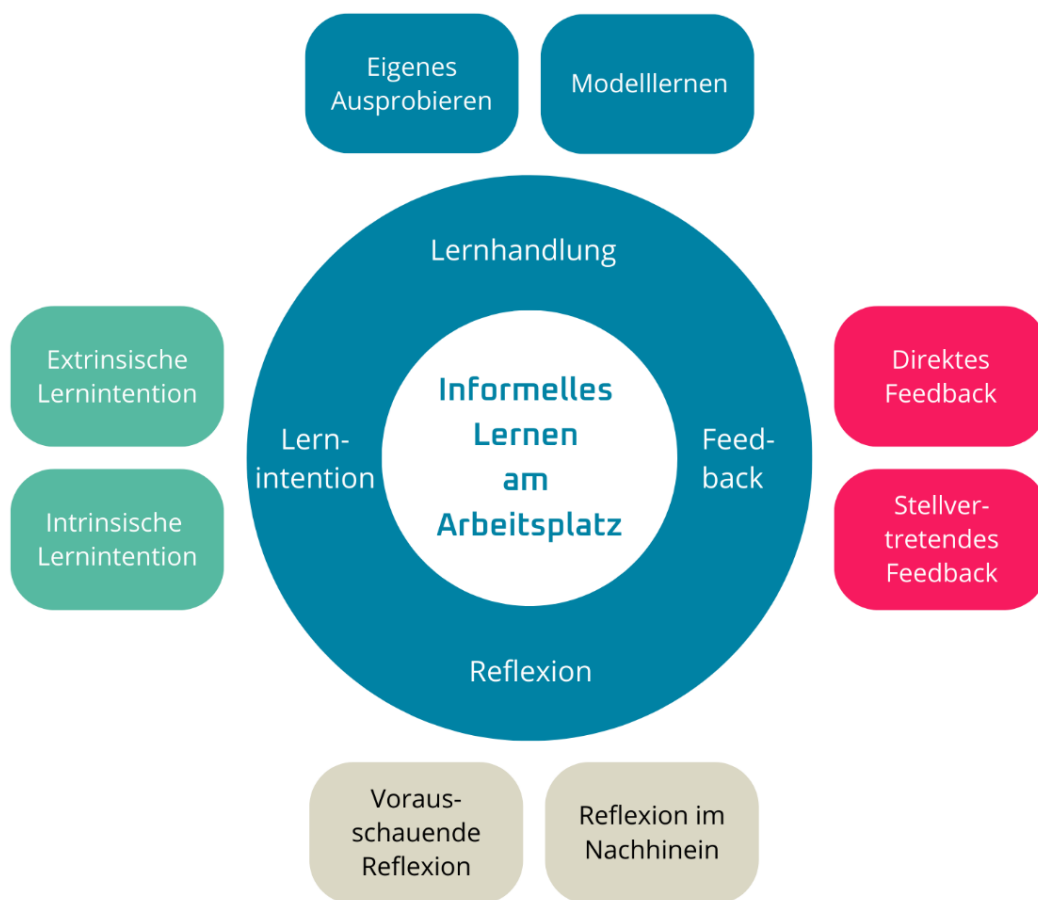 Eigenes
Ausprobieren
Modelllernen
Lernhandlung
Extrinsische
Lernintention
Intrinsische
Lernintention
Lern-
intention
Informelles
Lernen
am
Arbeitsplatz
Feed-
back
Direktes
Feedback
Stellver-
tretendes
Feedback
Reflexion
Voraus-
schauende
Reflexion
Reflexion im
Nachhinein